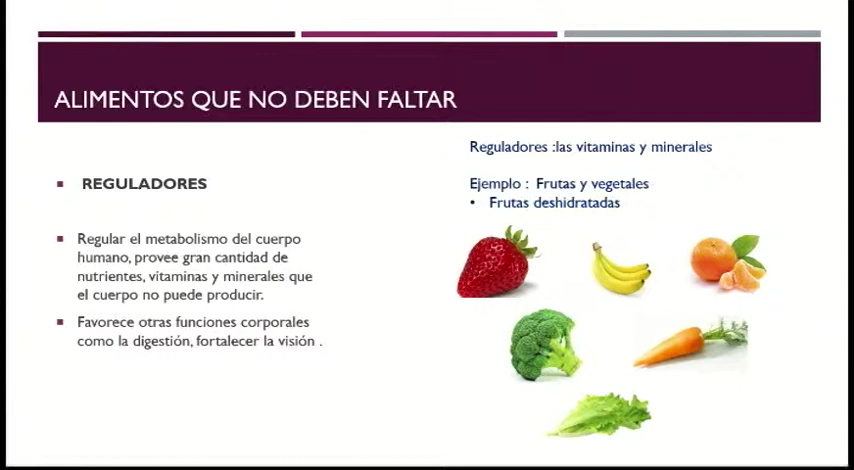 ALIMENTOS QUE NO DEBEN FALTAR
REGULADORES
Regular el metabolismo del cuerpo
humano, provee gran cantidad de
nutrientes, vitaminas y minerales que
el cuerpo no puede producir.
Favorece otras funciones corporales
como la digestión, fortalecer la visión .
Reguladores :las vitaminas y minerales
Ejemplo : Frutas y vegetales
• Frutas deshidratadas